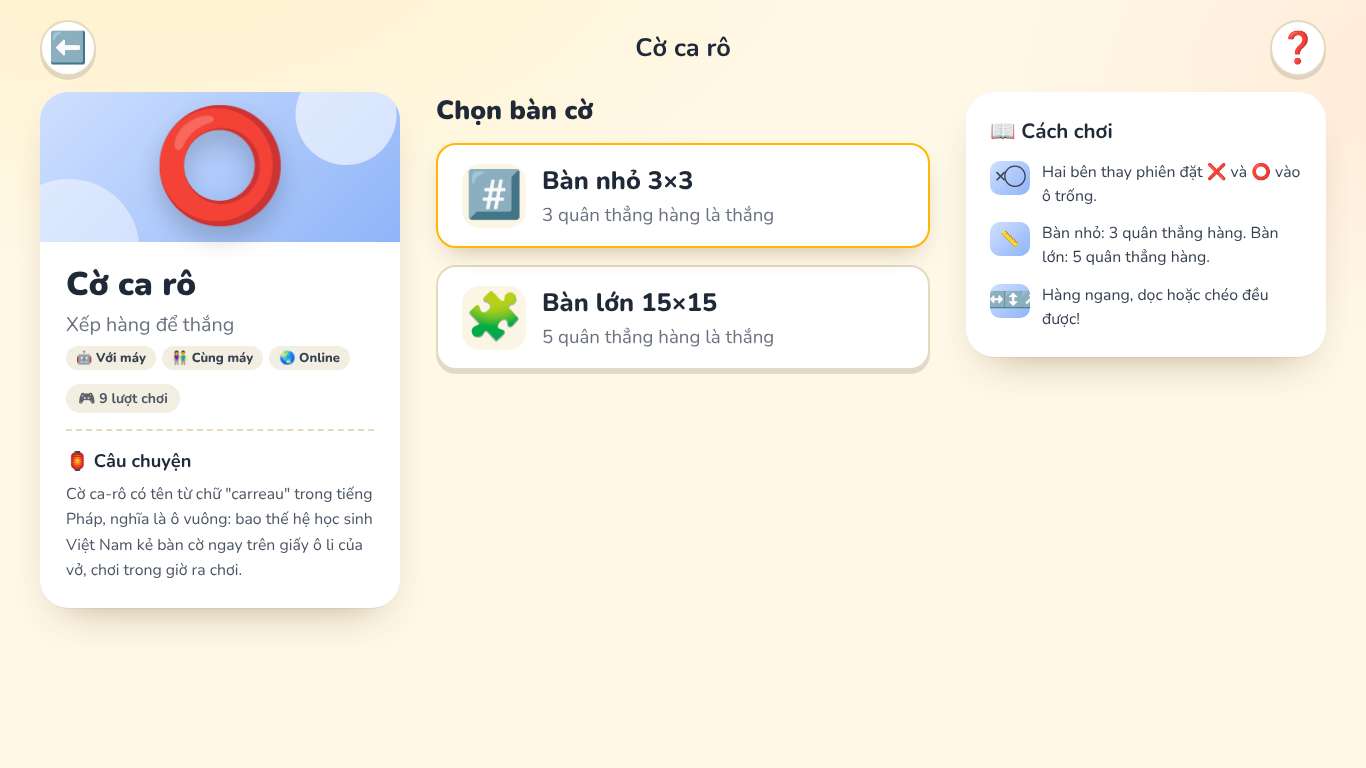 Cờ ca rô
Cờ ca rô
Xếp hàng để thắng
Với máy
Cùng máy
Online
9 lượt chơi
Câu chuyện
Cờ ca-rô có tên từ chữ "carreau" trong tiếng
Pháp, nghĩa là ô vuông: bao thế hệ học sinh
Việt Nam kẻ bàn cờ ngay trên giấy ô li của
vở, chơi trong giờ ra chơi.
Chọn bàn cờ
Bàn nhỏ 3×3
3 quân thẳng hàng là thắng
Bàn lớn 15×15
5 quân thẳng hàng là thắng
Cách chơi
Hai bên thay phiên đặt ❌ và ⭕ vào
ô trống.
Bàn nhỏ: 3 quân thẳng hàng. Bàn
lớn: 5 quân thẳng hàng.
Hàng ngang, dọc hoặc chéo đều
được!